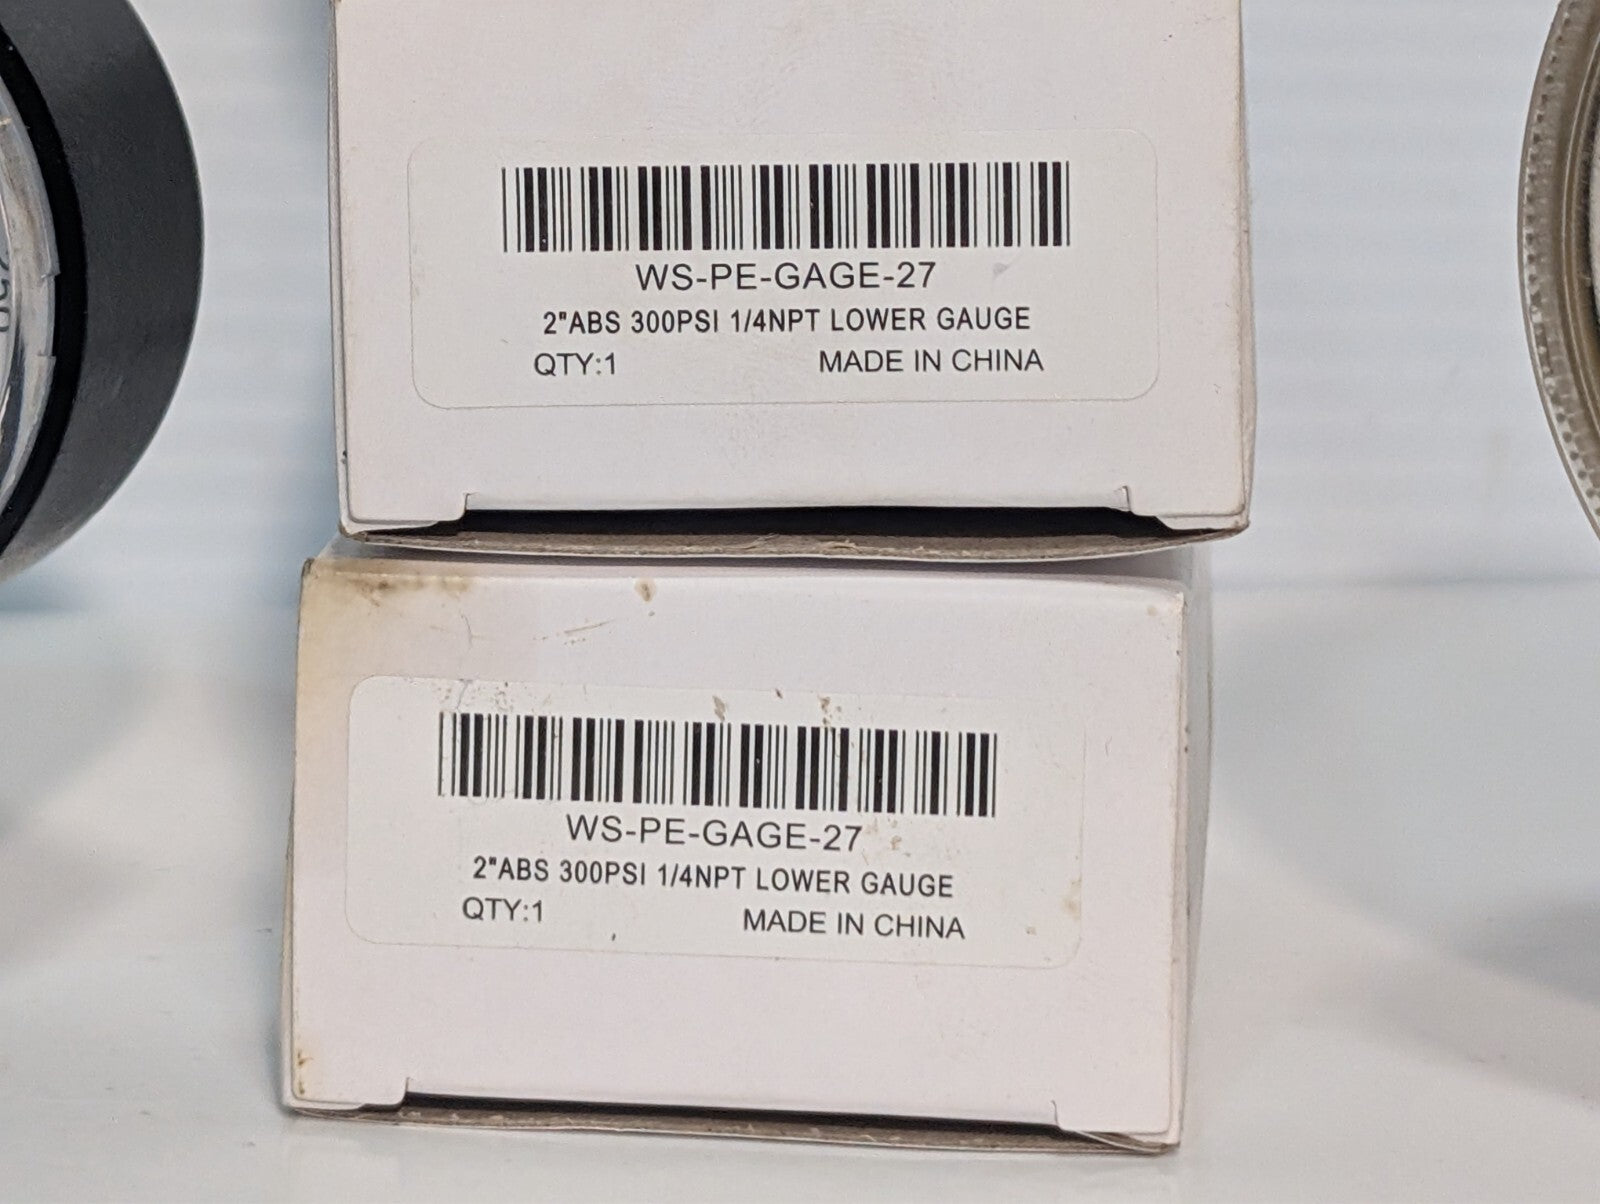 WS-PE-GAGE-27
2"ABS 300PSI 1/4NPT LOWER GAUGE
QTY:1 MADE IN CHINA
WS-PE-GAGE-27
2"ABS 300PSI 1/4NPT LOWER GAUGE
QTY:1 MADE IN CHINA